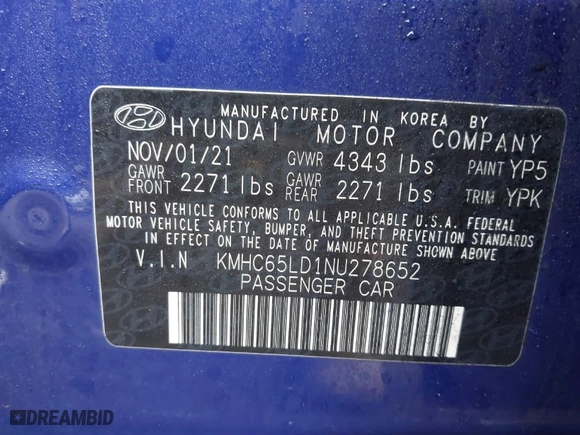 MANUFACTURED IN KOREA BY
HYUNDAI MOTOR COMPANY
NOV/01/21 GVWR 4343 lbs PAINT YP5
GAWR FRONT 2271 lbs GAWR REAR 2271 lbs TRIM YPK
THIS VEHICLE CONFORMS TO ALL APPLICABLE U.S.A. FEDERAL
MOTOR VEHICLE SAFETY, BUMPER, AND THEFT PREVENTION STANDARDS
IN EFFECT ON THE DATE OF MANUFACTURE SHOWN ABOVE.
V.I.N KMHC65LD1NU278652
PASSENGER CAR
DREAMBID